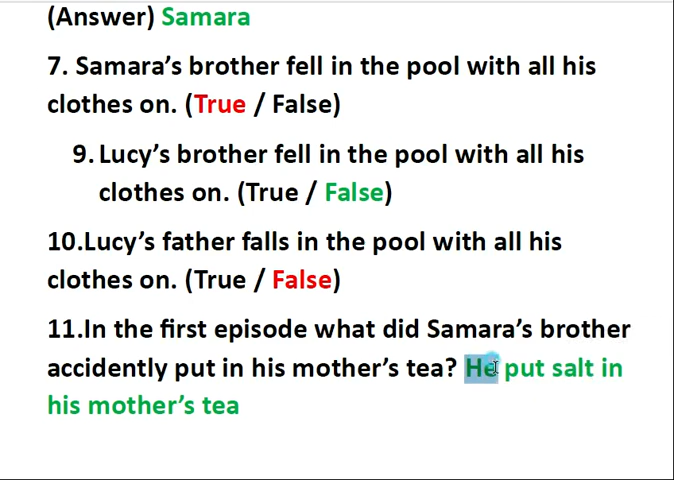 (Answer) Samara
7. Samara's brother fell in the pool with all his
clothes on. (True / False)
9. Lucy's brother fell in the pool with all his
clothes on. (True / False)
10.Lucy's father falls in the pool with all his
clothes on. (True / False)
11.In the first episode what did Samara's brother
accidently put in his mother's tea? He put salt in
his mother's tea